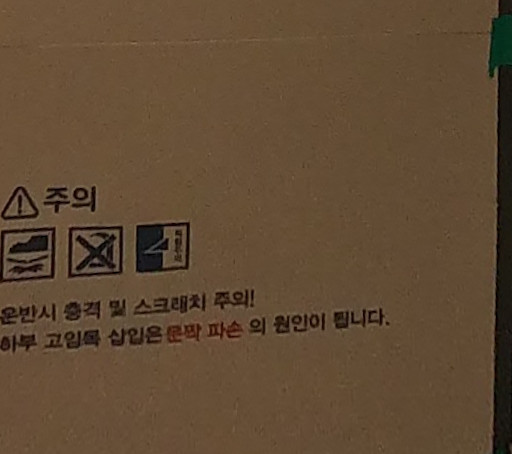 주의
운반시 충격 및 스크래치 주의!
하부 고임목 삽입은 문짝 파손 의 원인이 됩니다.